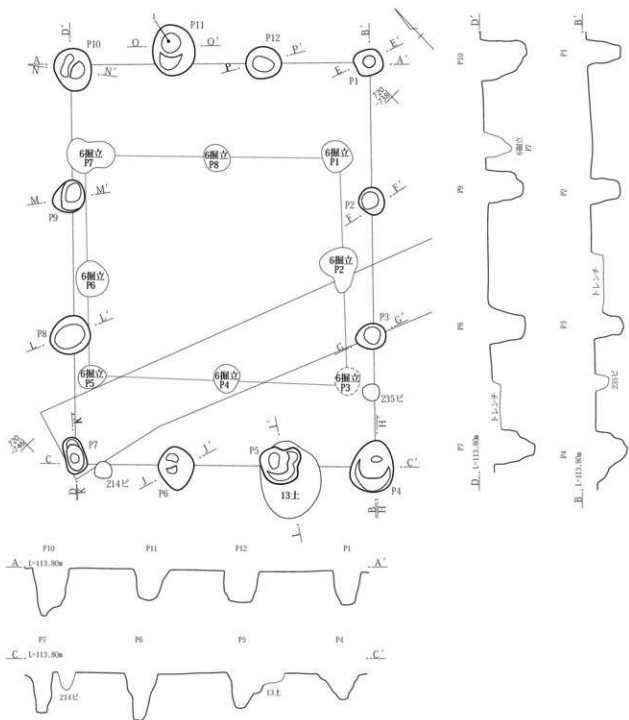 D'
P11
1
O
O'
P12
P
P'
B'
P10
A
N
N'
E'
E
A'
P1
720
-738
6掘立
P7
6掘立
P8
6掘立
P1
M
M'
P9
F'
P2
F
6掘立
P2
6掘立
P6
L'
P8
L
P3
G'
G
6掘立
P5
6掘立
P4
6掘立
P3
235ピ
K'
H'
720
-746
P7
C
D
K
214ピ
J'
J
P6
I'
P5
13土
I
C'
P4
B
H
D'
P10
6掘立
P7
P9
P8
トレンチ
P7
D
L=113.80m
B'
P1
P2
トレンチ
P3
235ピ
P4
B
L=113.80m
P10
P11
P12
P1
A
L=113.80m
A'
P7
P6
P5
P4
C
L=113.80m
C'
214ピ
13土